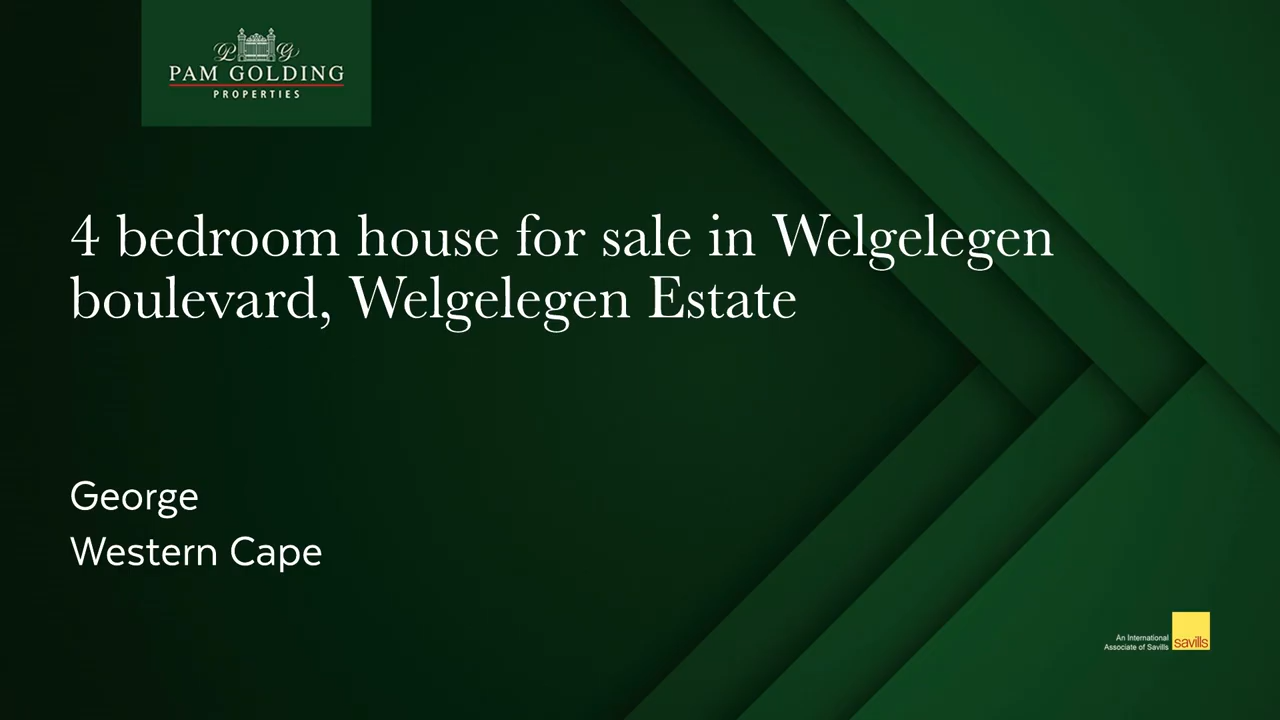 P G
PAM GOLDING
PROPERTIES
4 bedroom house for sale in Welgelegen
boulevard, Welgelegen Estate
George
Western Cape
An International
Associate of Savills
savills